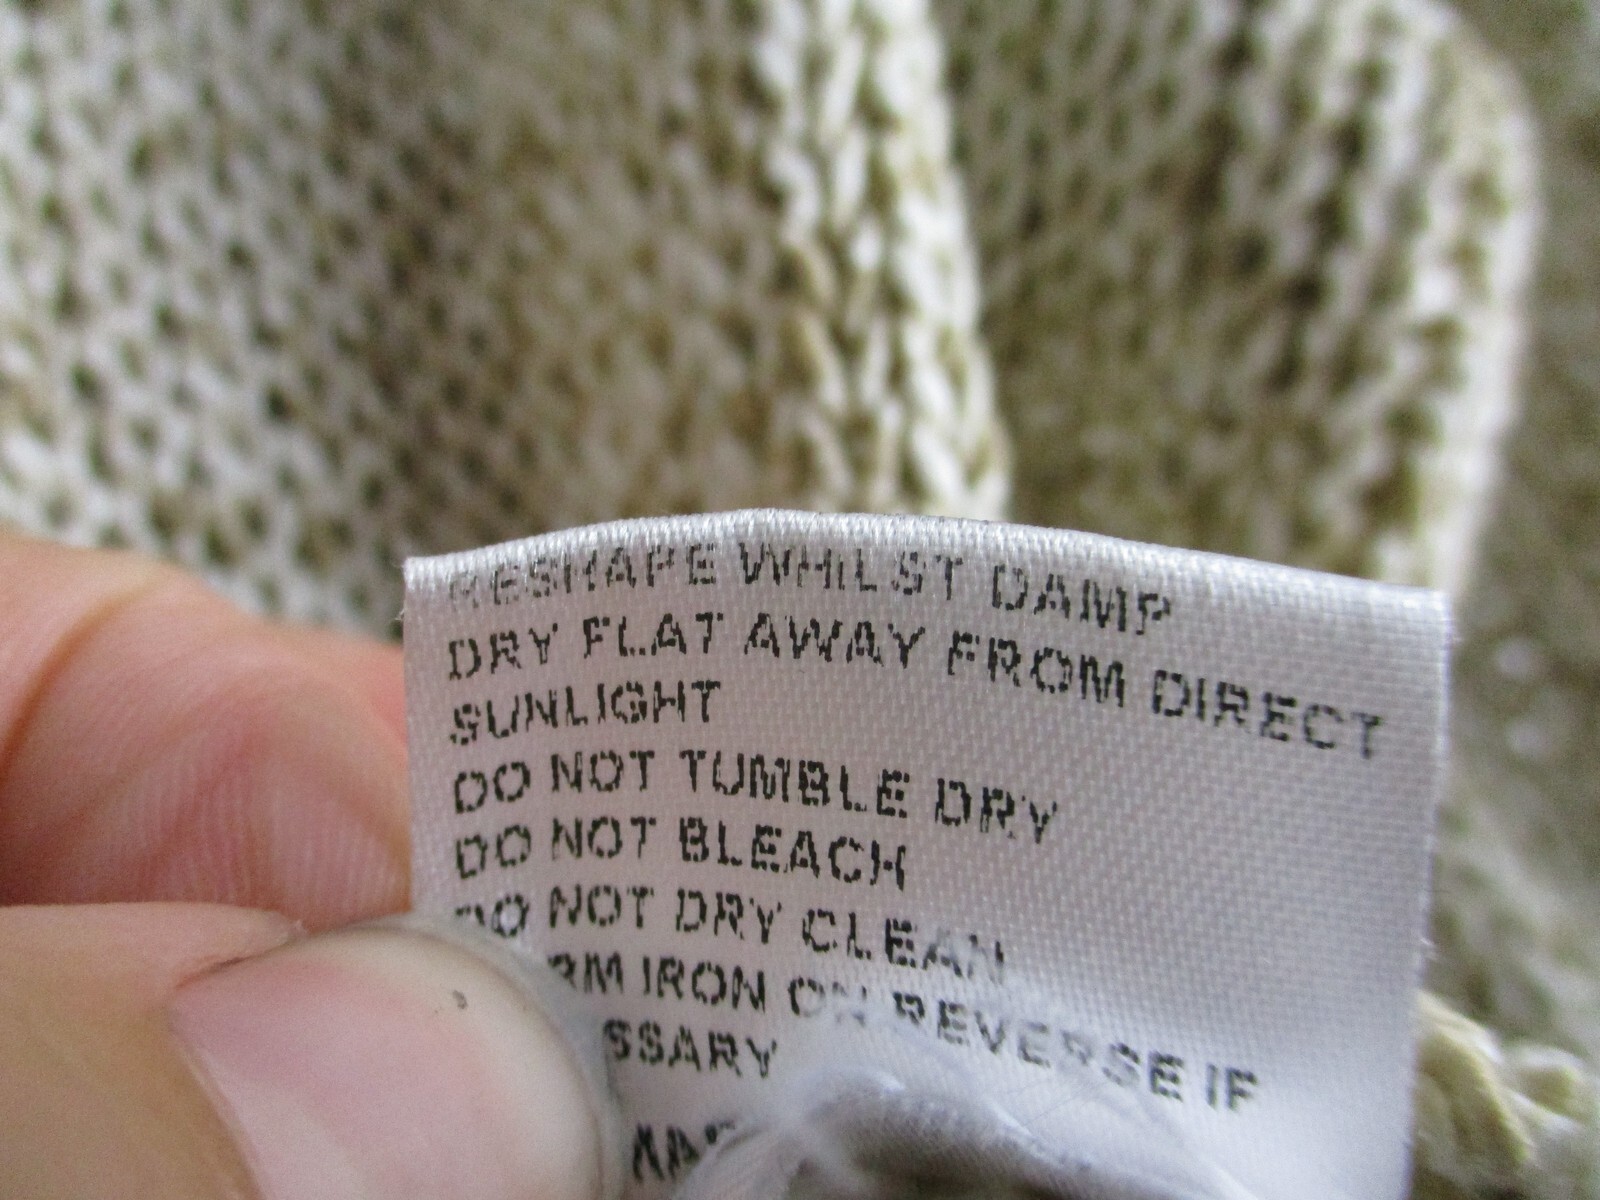 RESHAPE WHILST DAMP
DRY FLAT AWAY FROM DIRECT
SUNLIGHT
DO NOT TUMBLE DRY
DO NOT BLEACH
DO NOT DRY CLEAN
IRON ON REVERSE IF